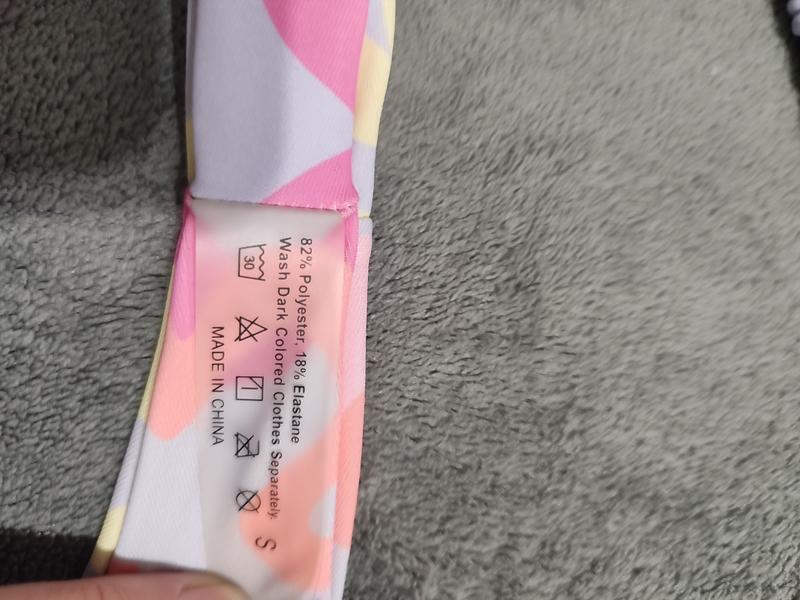 82% Polyester, 18% Elastane
Wash Dark Colored Clothes Separately.
30
MADE IN CHINA
S